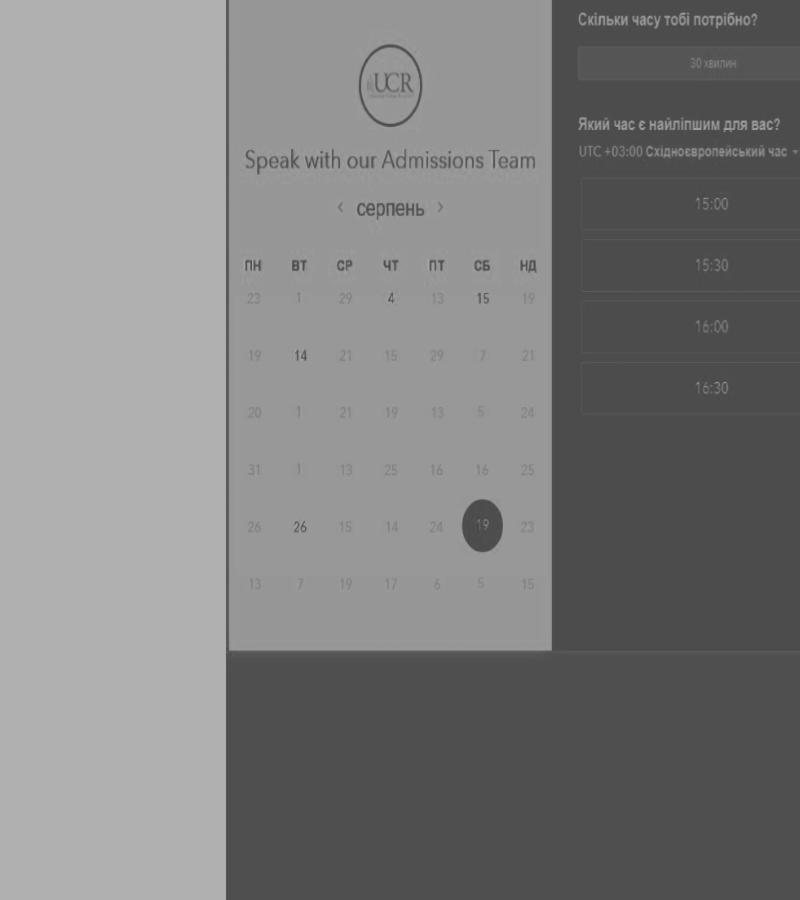 UCR
Speak with our Admissions Team
‹ серпень ›
ПН ВТ СР ЧТ ПТ СБ НД
23 1 29 4 13 15 19
19 14 21 15 29 7 21
20 1 21 19 13 5 24
31 1 13 25 16 16 25
26 26 15 14 24 19 23
13 7 19 17 6 5 15
Скільки часу тобі потрібно?
30 хвилин
Який час є найліпшим для вас?
UTC +03:00 Східноєвропейський час
15:00
15:30
16:00
16:30